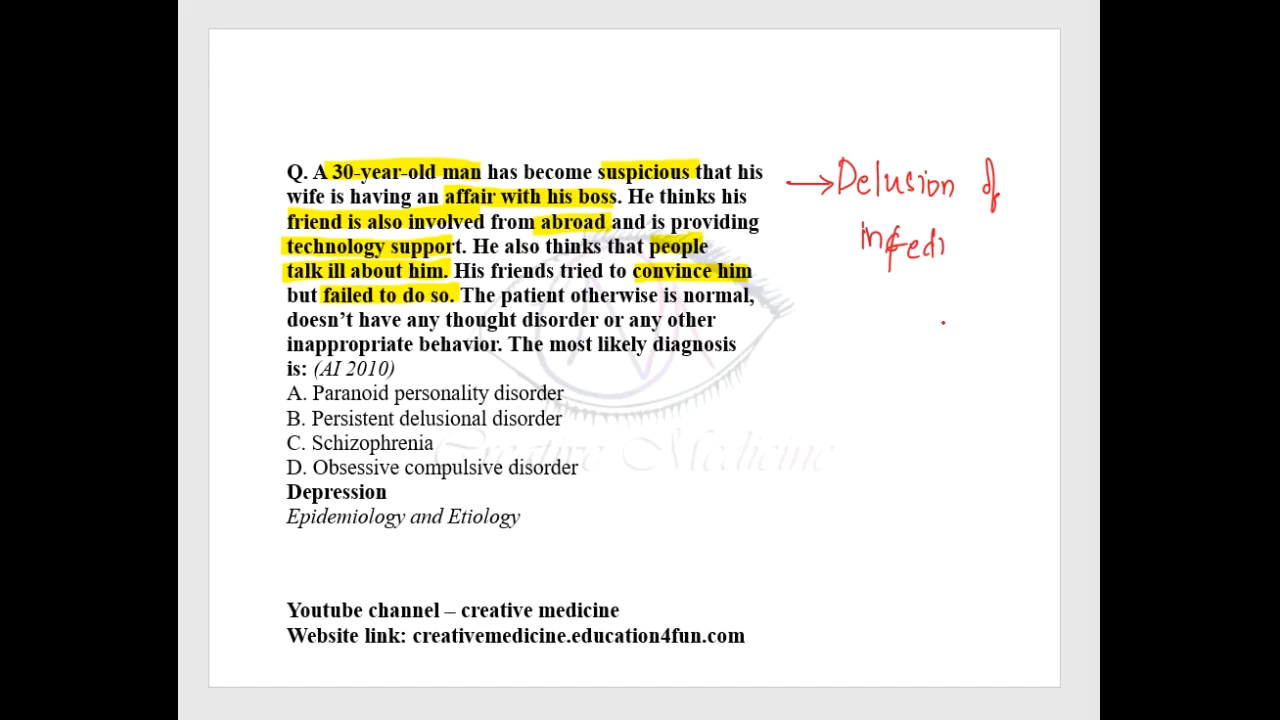 Q. A 30-year-old man has become suspicious that his
wife is having an affair with his boss. He thinks his
friend is also involved from abroad and is providing
technology support. He also thinks that people
talk ill about him. His friends tried to convince him
but failed to do so. The patient otherwise is normal,
doesn't have any thought disorder or any other
inappropriate behavior. The most likely diagnosis
is: (AI 2010)
A. Paranoid personality disorder
B. Persistent delusional disorder
C. Schizophrenia
D. Obsessive compulsive disorder
Depression
Epidemiology and Etiology
Youtube channel – creative medicine
Website link: creativemedicine.education4fun.com
→ Delusion of
infedi
Creative Medicine